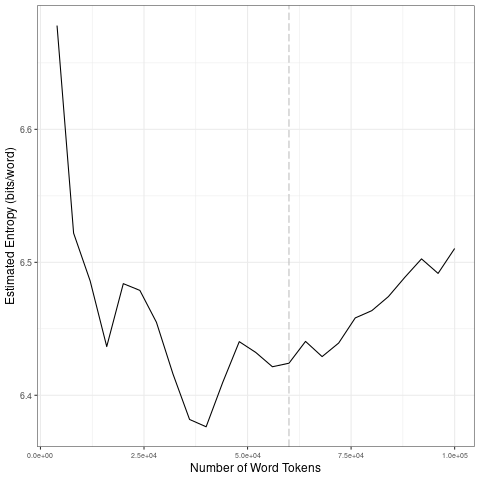 Estimated Entropy (bits/word)
6.6
6.5
6.4
0.0e+00 2.5e+04 5.0e+04 7.5e+04 1.0e+05
Number of Word Tokens